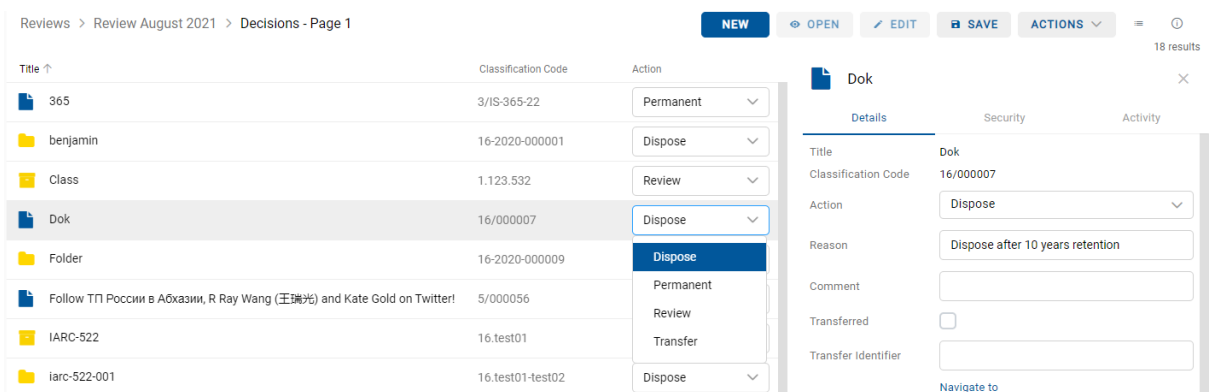 Reviews > Review August 2021 > Decisions - Page 1
NEW
OPEN
EDIT
SAVE
ACTIONS
18 results
Title ↑ Classification Code Action
365 3/IS-365-22 Permanent
benjamin 16-2020-000001 Dispose
Class 1.123.532 Review
Dok 16/000007 Dispose
Folder 16-2020-000009
Follow ТП России в Абхазии, R Ray Wang (王瑞光) and Kate Gold on Twitter! 5/000056
IARC-522 16.test01
iarc-522-001 16.test01-test02 Dispose
Dispose
Permanent
Review
Transfer
Dok
Details Security Activity
Title Dok
Classification Code 16/000007
Action Dispose
Reason Dispose after 10 years retention
Comment
Transferred
Transfer Identifier
Navigate to